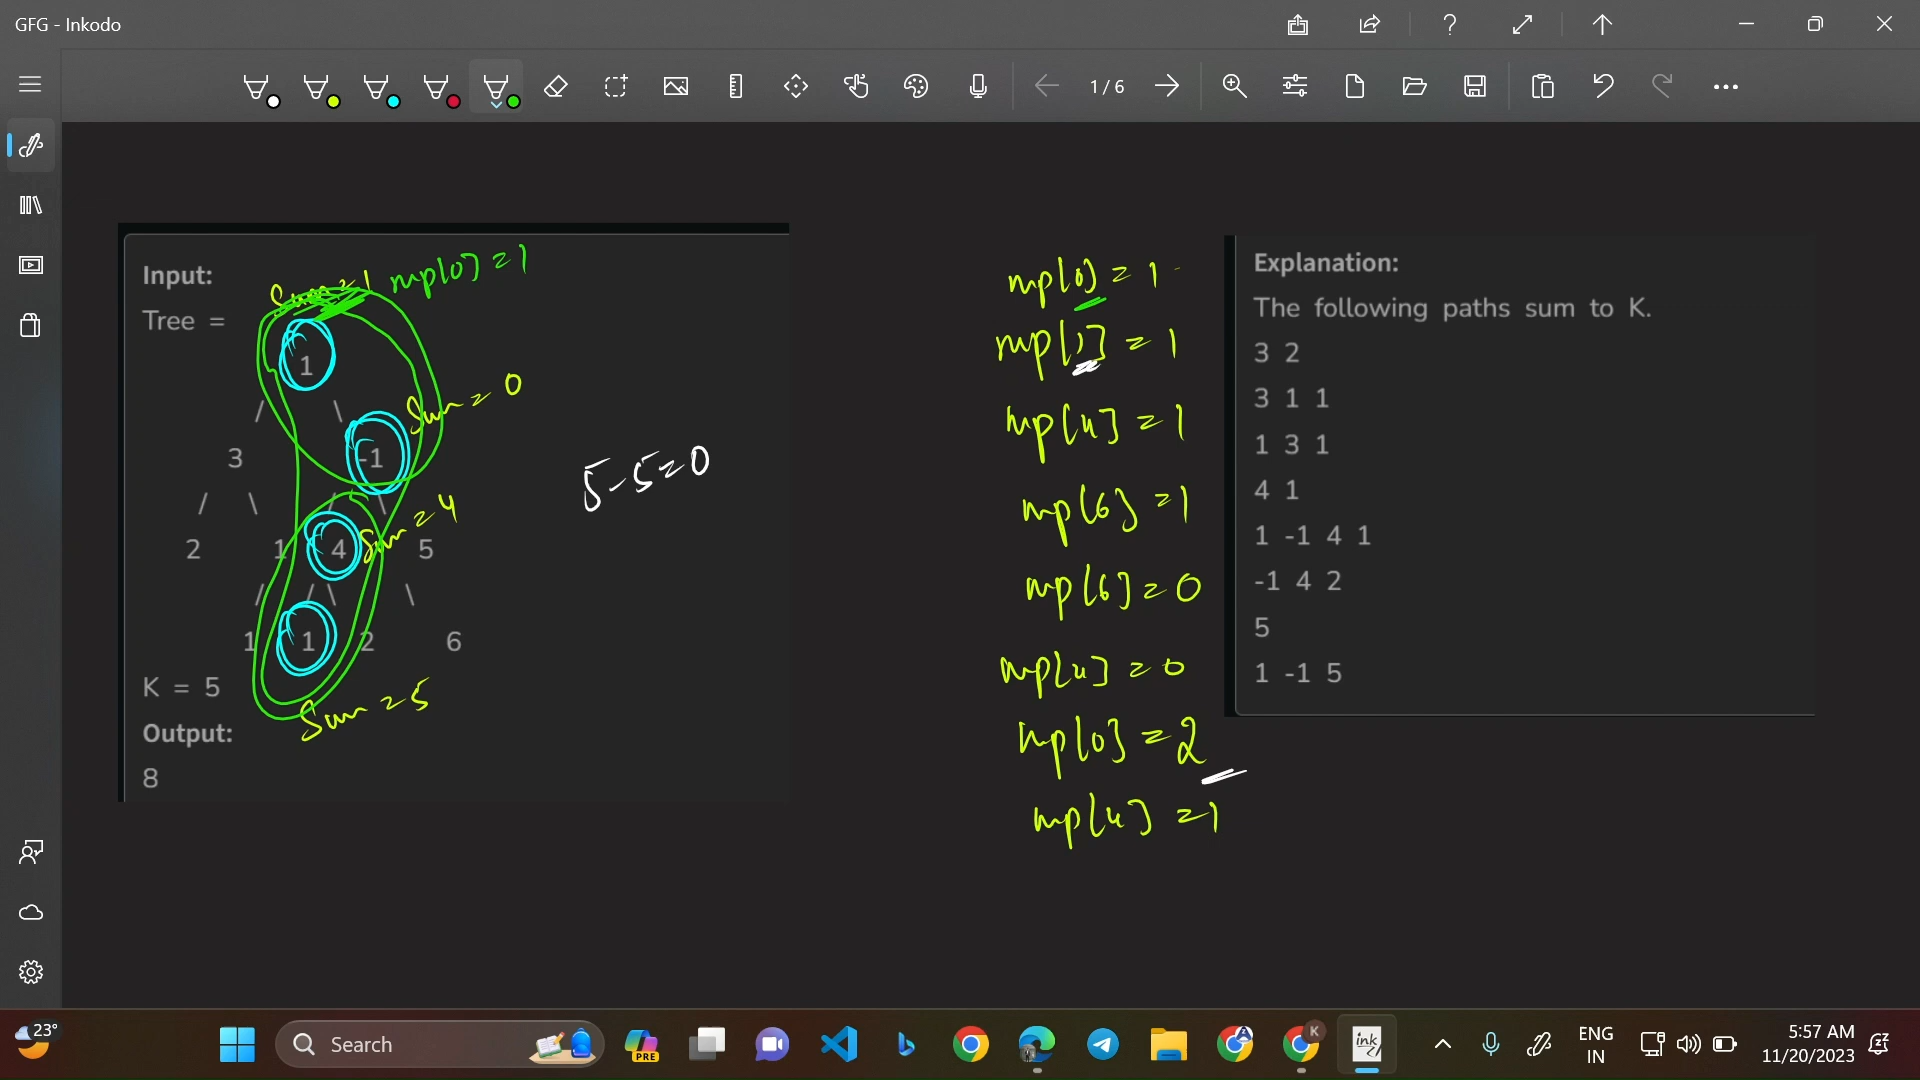 GFG - Inkodo
1 / 6
Input:
Sum = 1 mp[0] = 1
Tree =
1
/ \
Sum = 0
3 -1
/ \ / \
Sum = 4
2 1 4 5
/ / \ \
1 1 2 6
K = 5
Sum = 5
Output:
8
5-5=0
mp[0] = 1
mp[1] = 1
mp[4] = 1
mp[6] = 1
mp[6] = 0
mp[4] = 0
mp[0] = 2
mp[4] = 1
Explanation:
The following paths sum to K.
3 2
3 1 1
1 3 1
4 1
1 -1 4 1
-1 4 2
5
1 -1 5
23°
Search
PRE
K
ink
ENG
IN
5:57 AM
11/20/2023